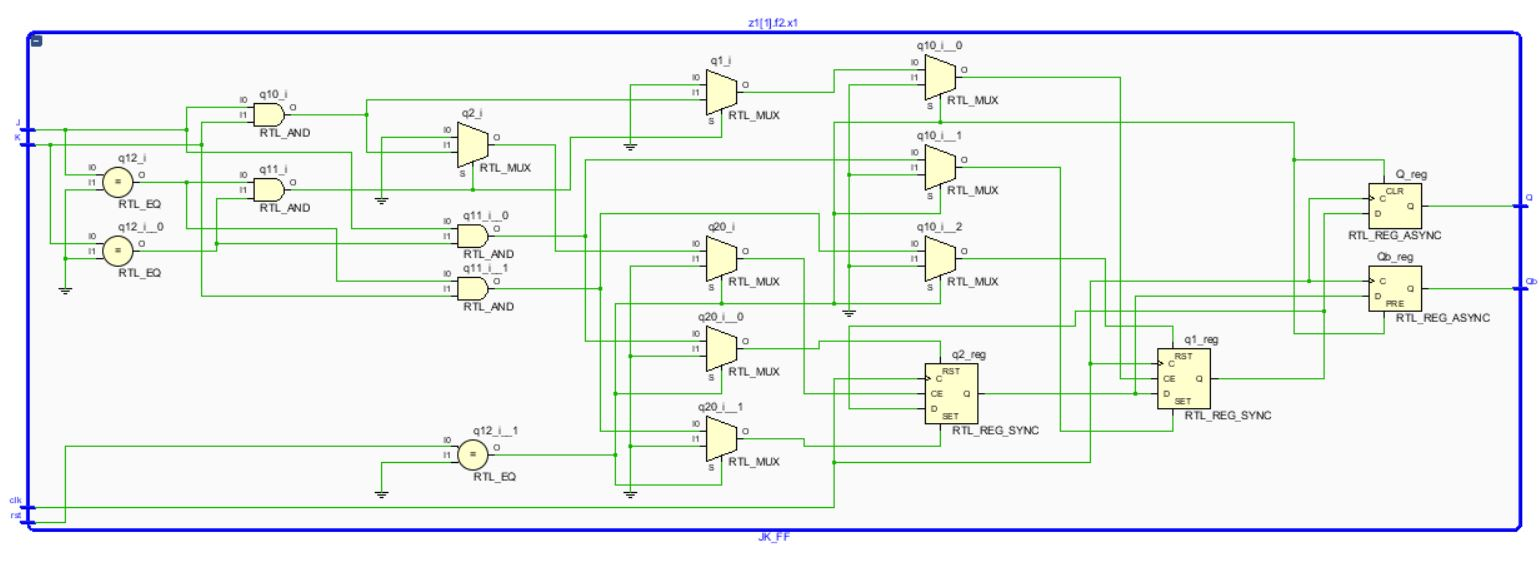 z1[1].f2.x1
q10_i__0
I0
I1
O
S
RTL_MUX
q1_i
I0
I1
O
S
RTL_MUX
q10_i
I0
I1
O
RTL_AND
q2_i
I0
I1
O
S
RTL_MUX
J
K
q10_i__1
I0
I1
O
S
RTL_MUX
q12_i
I0
I1
=
O
RTL_EQ
q11_i
I0
I1
O
RTL_AND
Q_reg
CLR
C
D
Q
RTL_REG_ASYNC
Q
q11_i__0
I0
I1
O
RTL_AND
q12_i__0
I0
I1
=
O
RTL_EQ
q20_i
I0
I1
O
S
RTL_MUX
q10_i__2
I0
I1
O
S
RTL_MUX
Qb_reg
C
D
Q
PRE
RTL_REG_ASYNC
Qb
q11_i__1
I0
I1
O
RTL_AND
q20_i__0
I0
I1
O
S
RTL_MUX
q2_reg
RST
C
CE
D
Q
SET
RTL_REG_SYNC
q1_reg
RST
C
CE
D
Q
SET
RTL_REG_SYNC
q20_i__1
I0
I1
O
S
RTL_MUX
q12_i__1
I0
I1
=
O
RTL_EQ
clk
rst
JK_FF